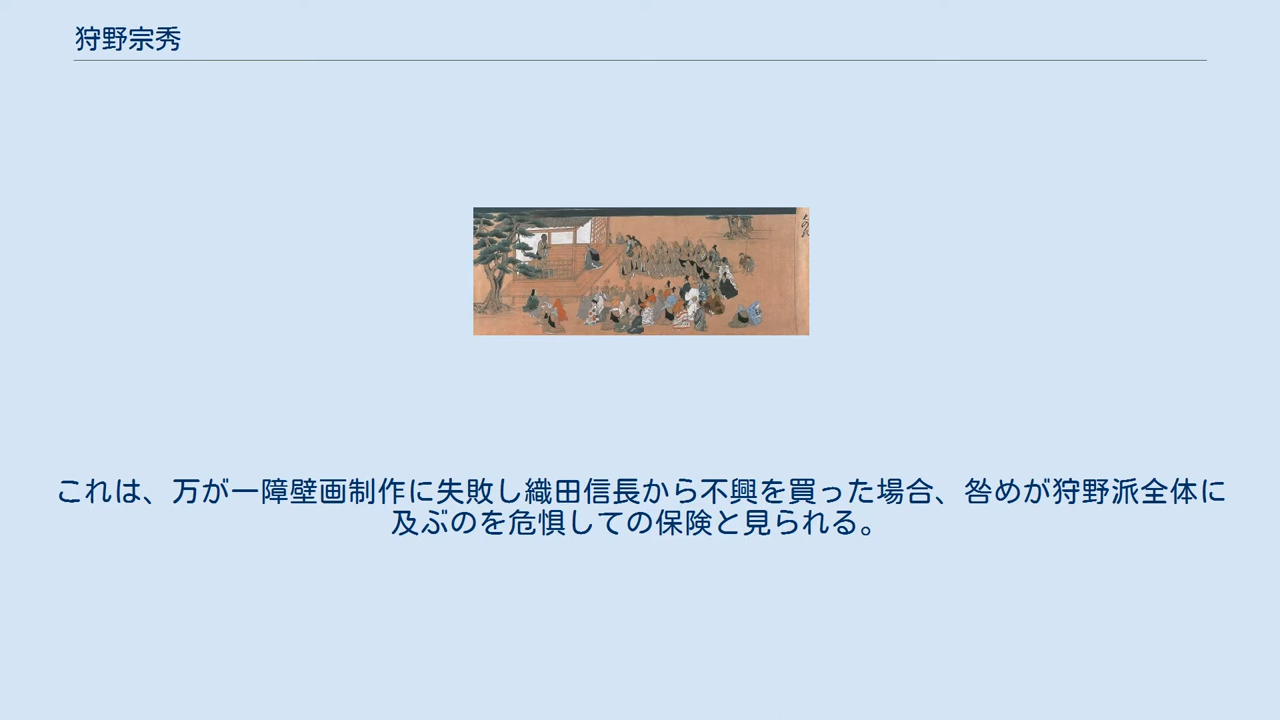 狩野宗秀
これは、万が一障壁画制作に失敗し織田信長から不興を買った場合、咎めが狩野派全体に
及ぶのを危惧しての保険と見られる。